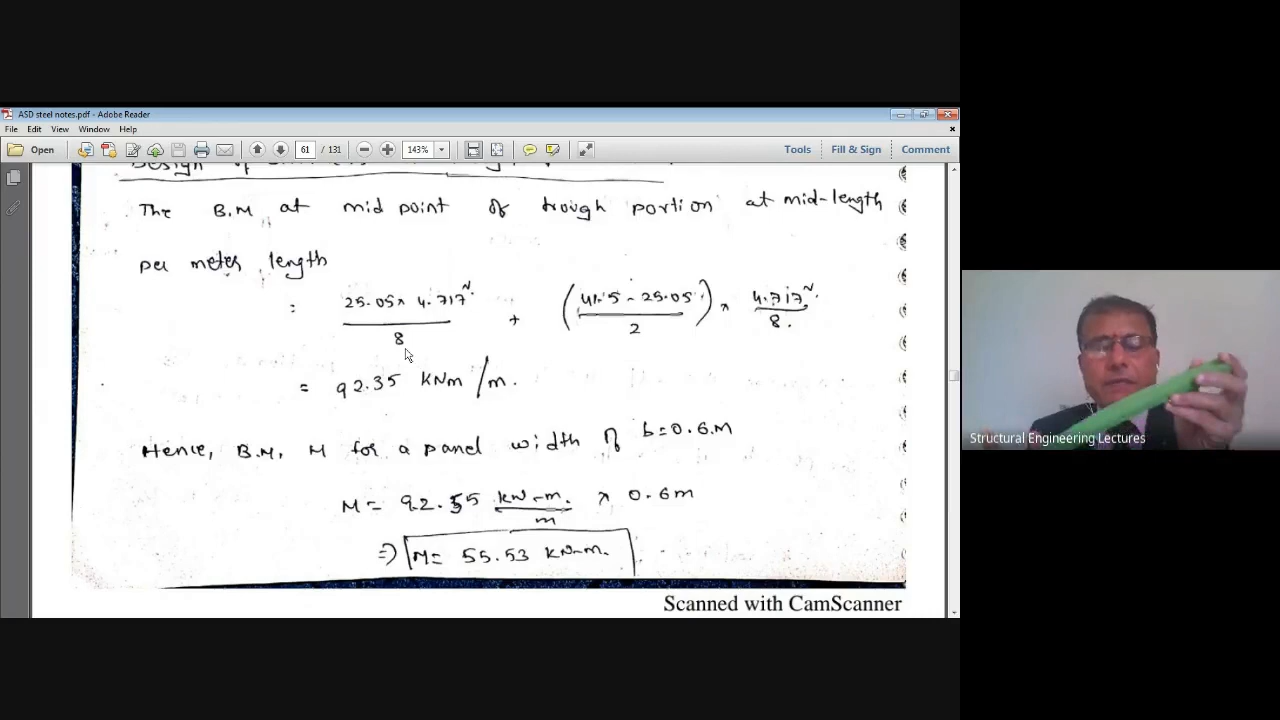 ASD steel notes.pdf - Adobe Reader
File Edit View Window Help
Open 61 / 131 143% Tools Fill & Sign Comment
Design of
The B.M at mid point of trough portion at mid-length
per meter length
= 25.05 x 4.717² / 8 + (41.5 - 25.05 / 2) x 4.717² / 8.
= 92.35 KNm/m.
Hence, B.M, M for a panel width of b=0.6.m
M= 92.55 KN-m. / m x 0.6m
=> M= 55.53 KN-m.
Scanned with CamScanner
Structural Engineering Lectures